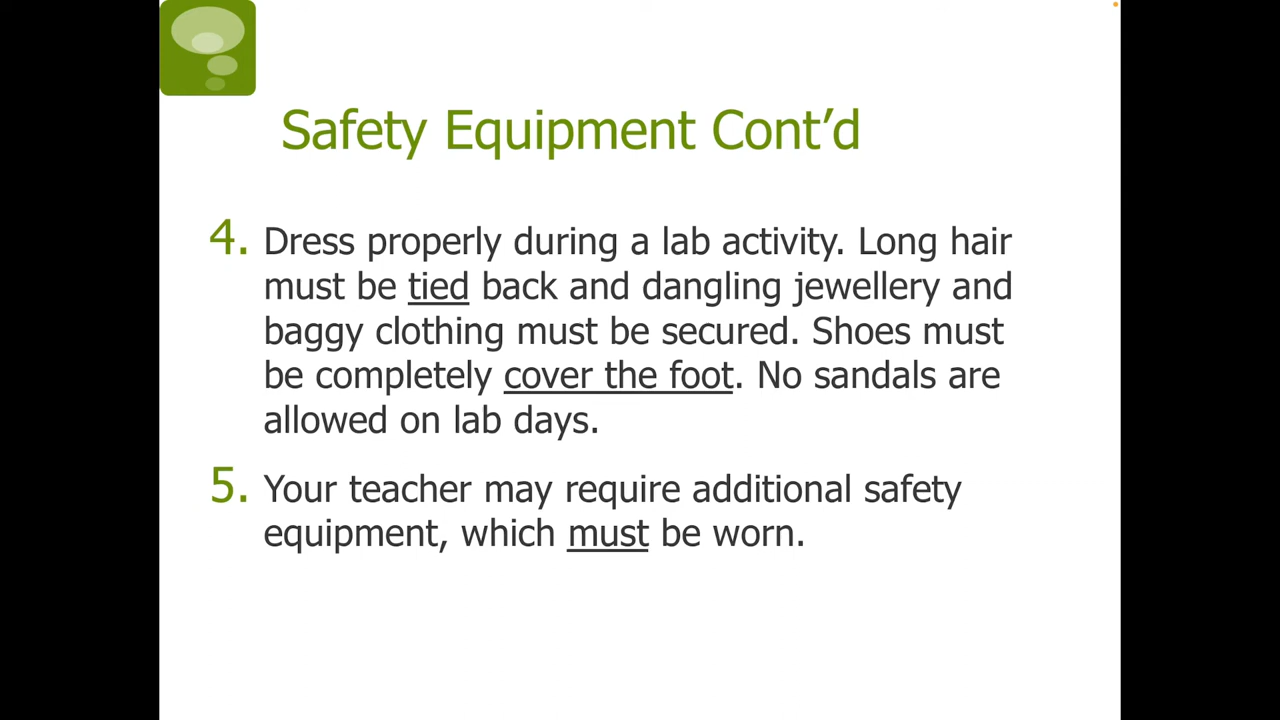 Safety Equipment Cont’d
4. Dress properly during a lab activity. Long hair
must be tied back and dangling jewellery and
baggy clothing must be secured. Shoes must
be completely cover the foot. No sandals are
allowed on lab days.
5. Your teacher may require additional safety
equipment, which must be worn.